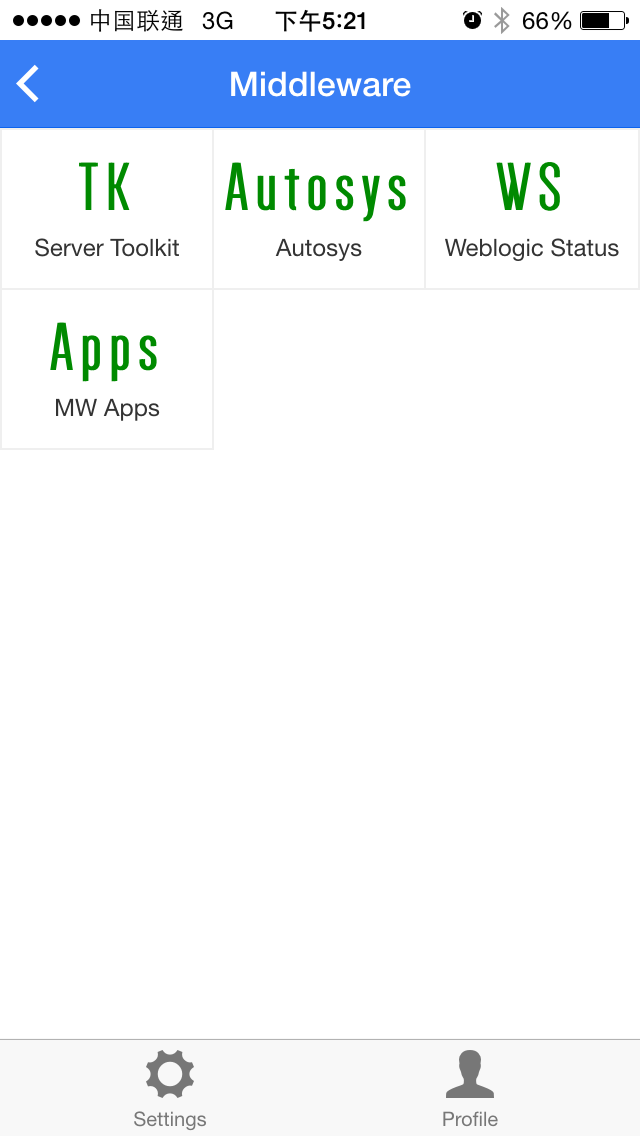 中国联通 3G 下午5:21 66%
Middleware
TK Autosys WS
Server Toolkit Autosys Weblogic Status
Apps
MW Apps
Settings Profile